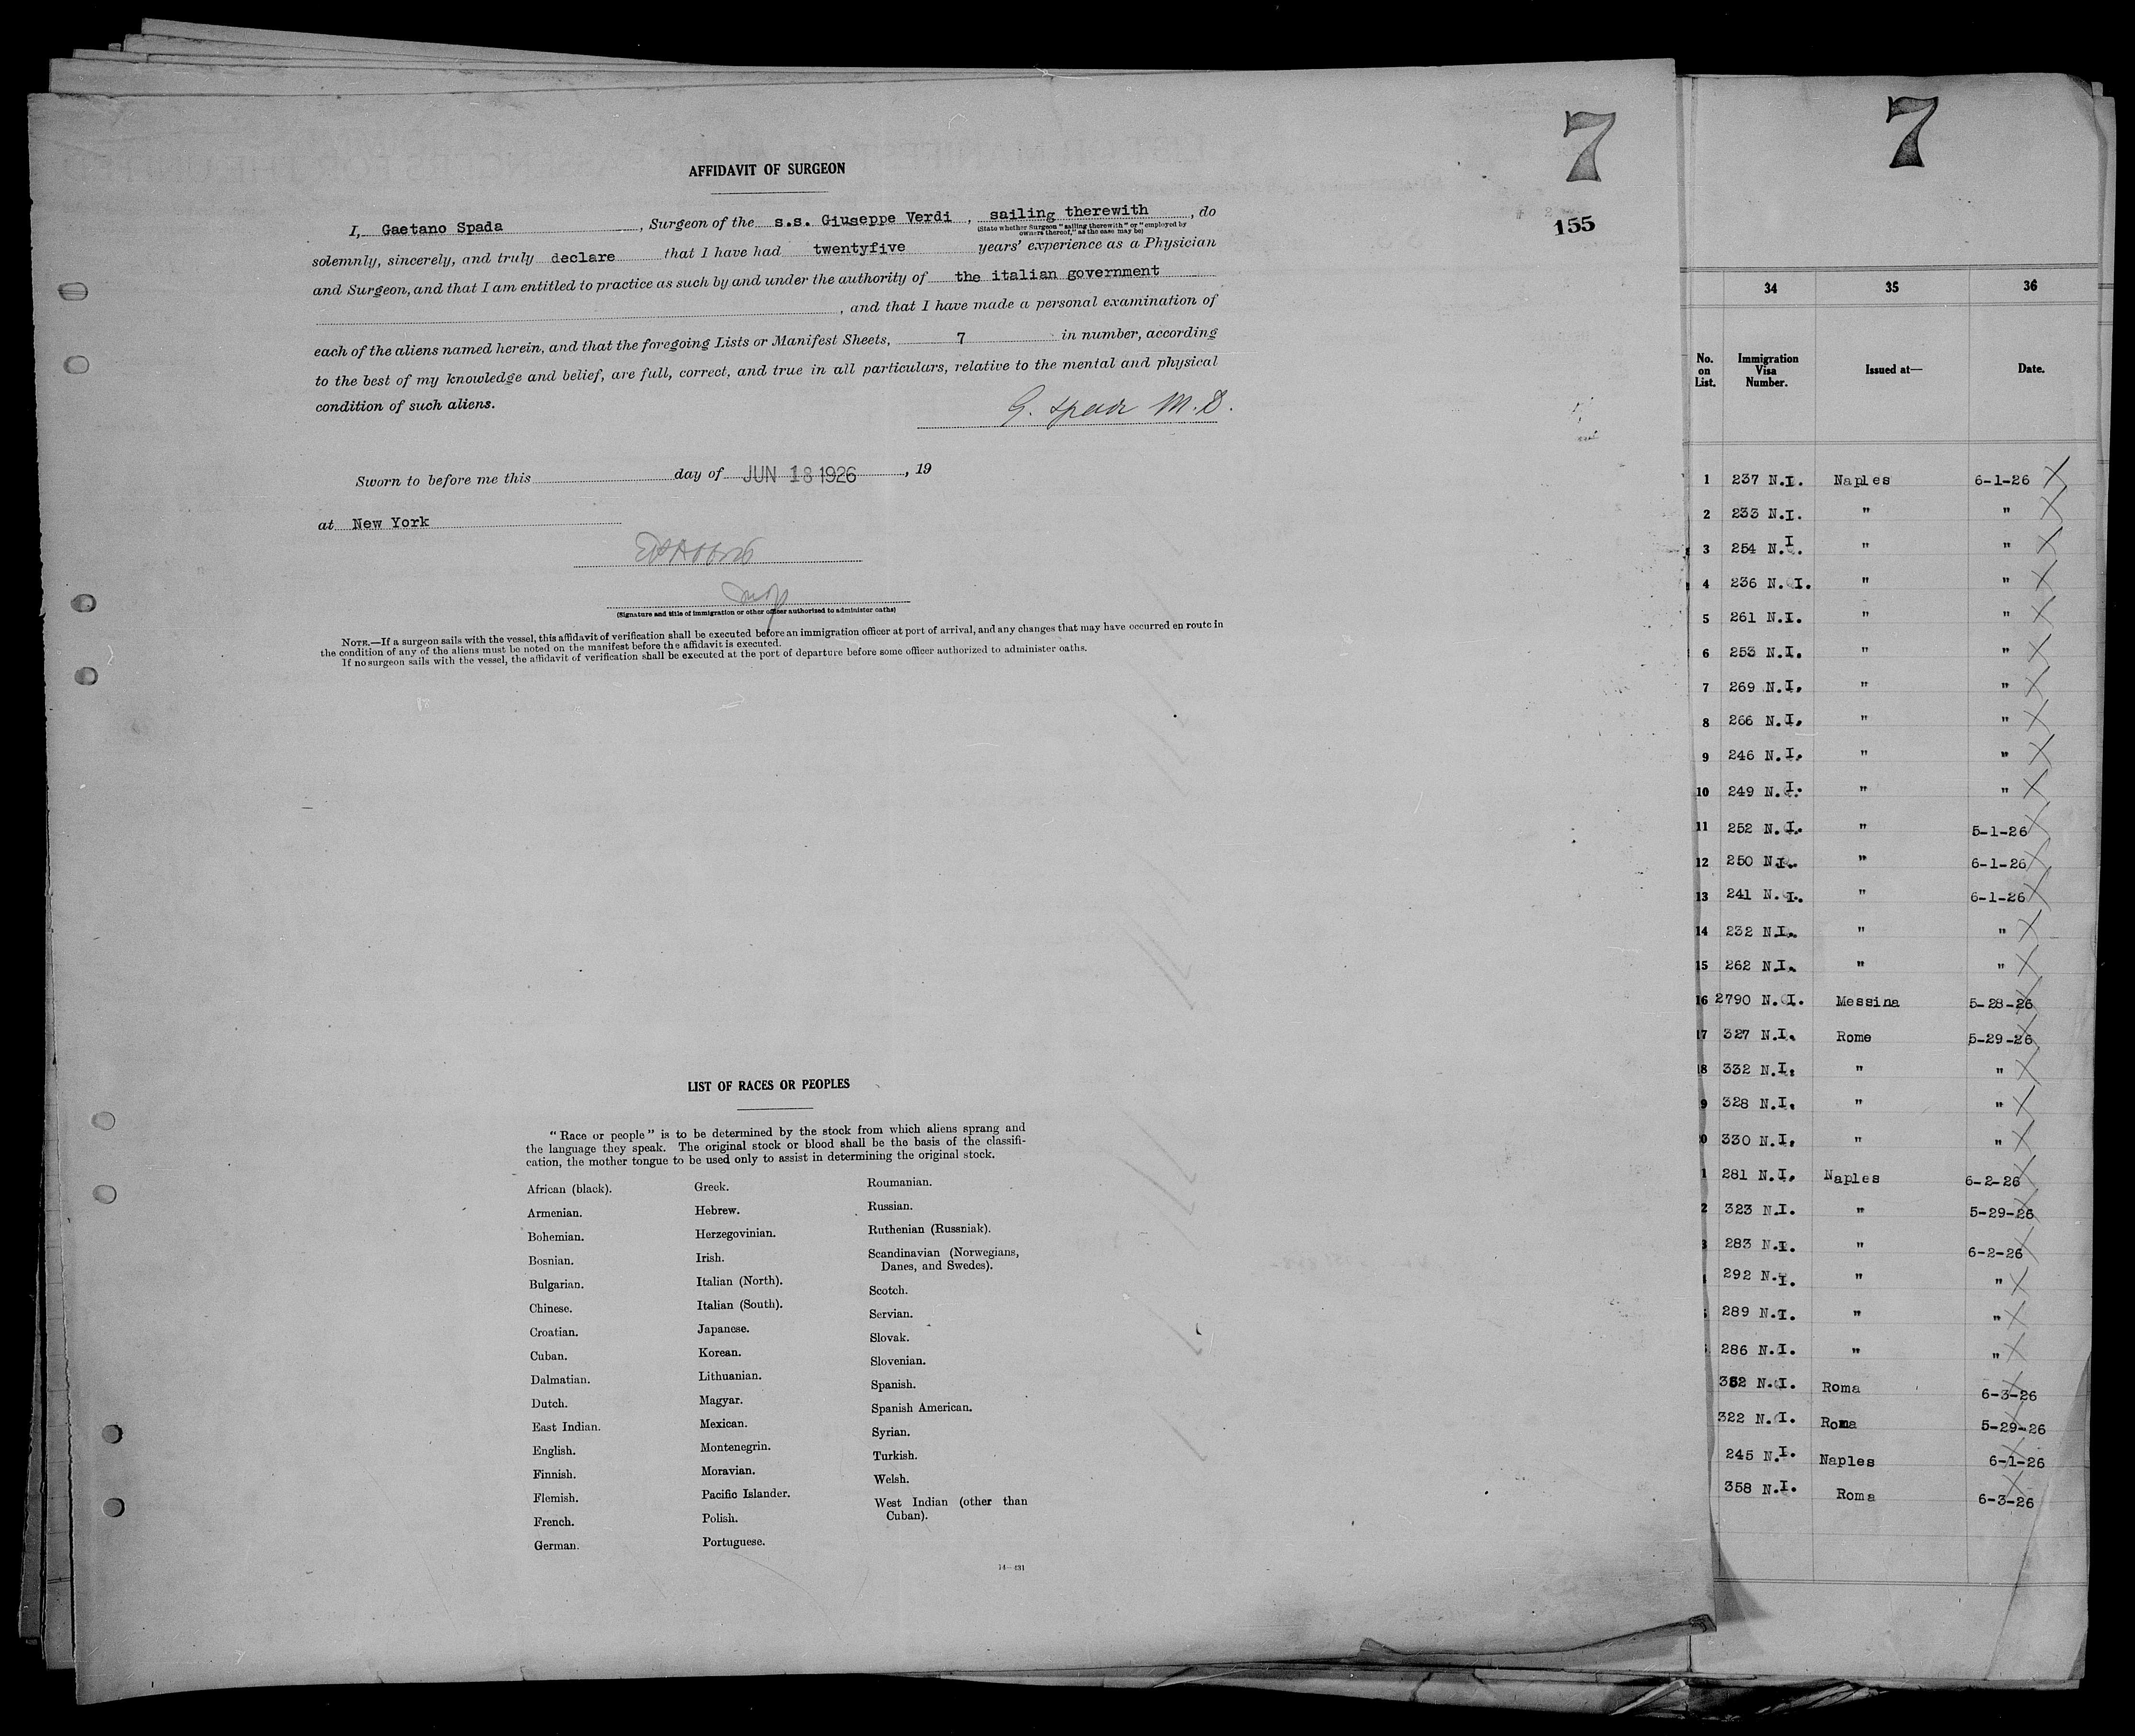 7
155
AFFIDAVIT OF SURGEON
I, Gaetano Spada, Surgeon of the s.s. Giuseppe Verdi, sailing therewith, do
(State whether Surgeon "sailing therewith" or "employed by
owners thereof," as the case may be)
solemnly, sincerely, and truly declare that I have had twentyfive years' experience as a Physician
and Surgeon, and that I am entitled to practice as such by and under the authority of the italian government
, and that I have made a personal examination of
each of the aliens named herein, and that the foregoing Lists or Manifest Sheets, 7 in number, according
to the best of my knowledge and belief, are full, correct, and true in all particulars, relative to the mental and physical
condition of such aliens.
G. Spada M.D.
Sworn to before me this day of JUN 18 1926, 19
at New York
(Signature and title of immigration or other officer authorized to administer oaths)
NOTE.—If a surgeon sails with the vessel, this affidavit of verification shall be executed before an immigration officer at port of arrival, and any changes that may have occurred en route in
the condition of any of the aliens must be noted on the manifest before the affidavit is executed.
If no surgeon sails with the vessel, the affidavit of verification shall be executed at the port of departure before some officer authorized to administer oaths.
LIST OF RACES OR PEOPLES
"Race or people" is to be determined by the stock from which aliens sprang and
the language they speak. The original stock or blood shall be the basis of the classifi-
cation, the mother tongue to be used only to assist in determining the original stock.
African (black).
Armenian.
Bohemian.
Bosnian.
Bulgarian.
Chinese.
Croatian.
Cuban.
Dalmatian.
Dutch.
East Indian.
English.
Finnish.
Flemish.
French.
German.
Greek.
Hebrew.
Herzegovinian.
Irish.
Italian (North).
Italian (South).
Japanese.
Korean.
Lithuanian.
Magyar.
Mexican.
Montenegrin.
Moravian.
Pacific Islander.
Polish.
Portuguese.
Roumanian.
Russian.
Ruthenian (Russniak).
Scandinavian (Norwegians,
Danes, and Swedes).
Scotch.
Servian.
Slovak.
Slovenian.
Spanish.
Spanish American.
Syrian.
Turkish.
Welsh.
West Indian (other than
Cuban).
14—431
7
34 35 36
No. on List. Immigration Visa Number. Issued at— Date.
1 237 N.I. Naples 6-1-26 X
2 233 N.I. " " X
3 254 N.I. " " X
4 236 N.I. " " X
5 261 N.I. " " X
6 253 N.I. " " X
7 269 N.I. " " X
8 266 N.I. " " X
9 246 N.I. " " X
10 249 N.I. " " X
11 252 N.I. " 5-1-26 X
12 250 N.I. " 6-1-26 X
13 241 N.I. " 6-1-26 X
14 232 N.I. " " X
15 262 N.I. " " X
16 2790 N.I. Messina 5-28-26 X
17 327 N.I. Rome 5-29-26 X
18 332 N.I. " " X
9 328 N.I. " " X
0 330 N.I. " " X
1 281 N.I. Naples 6-2-26 X
2 323 N.I. " 5-29-26 X
3 283 N.I. " 6-2-26 X
292 N.I. " " X
289 N.I. " " X
286 N.I. " " X
N.I. Roma 6-3-26 X
322 N.I. Roma 5-29-26 X
245 N.I. Naples 6-1-26 X
358 N.I. Roma 6-3-26 X